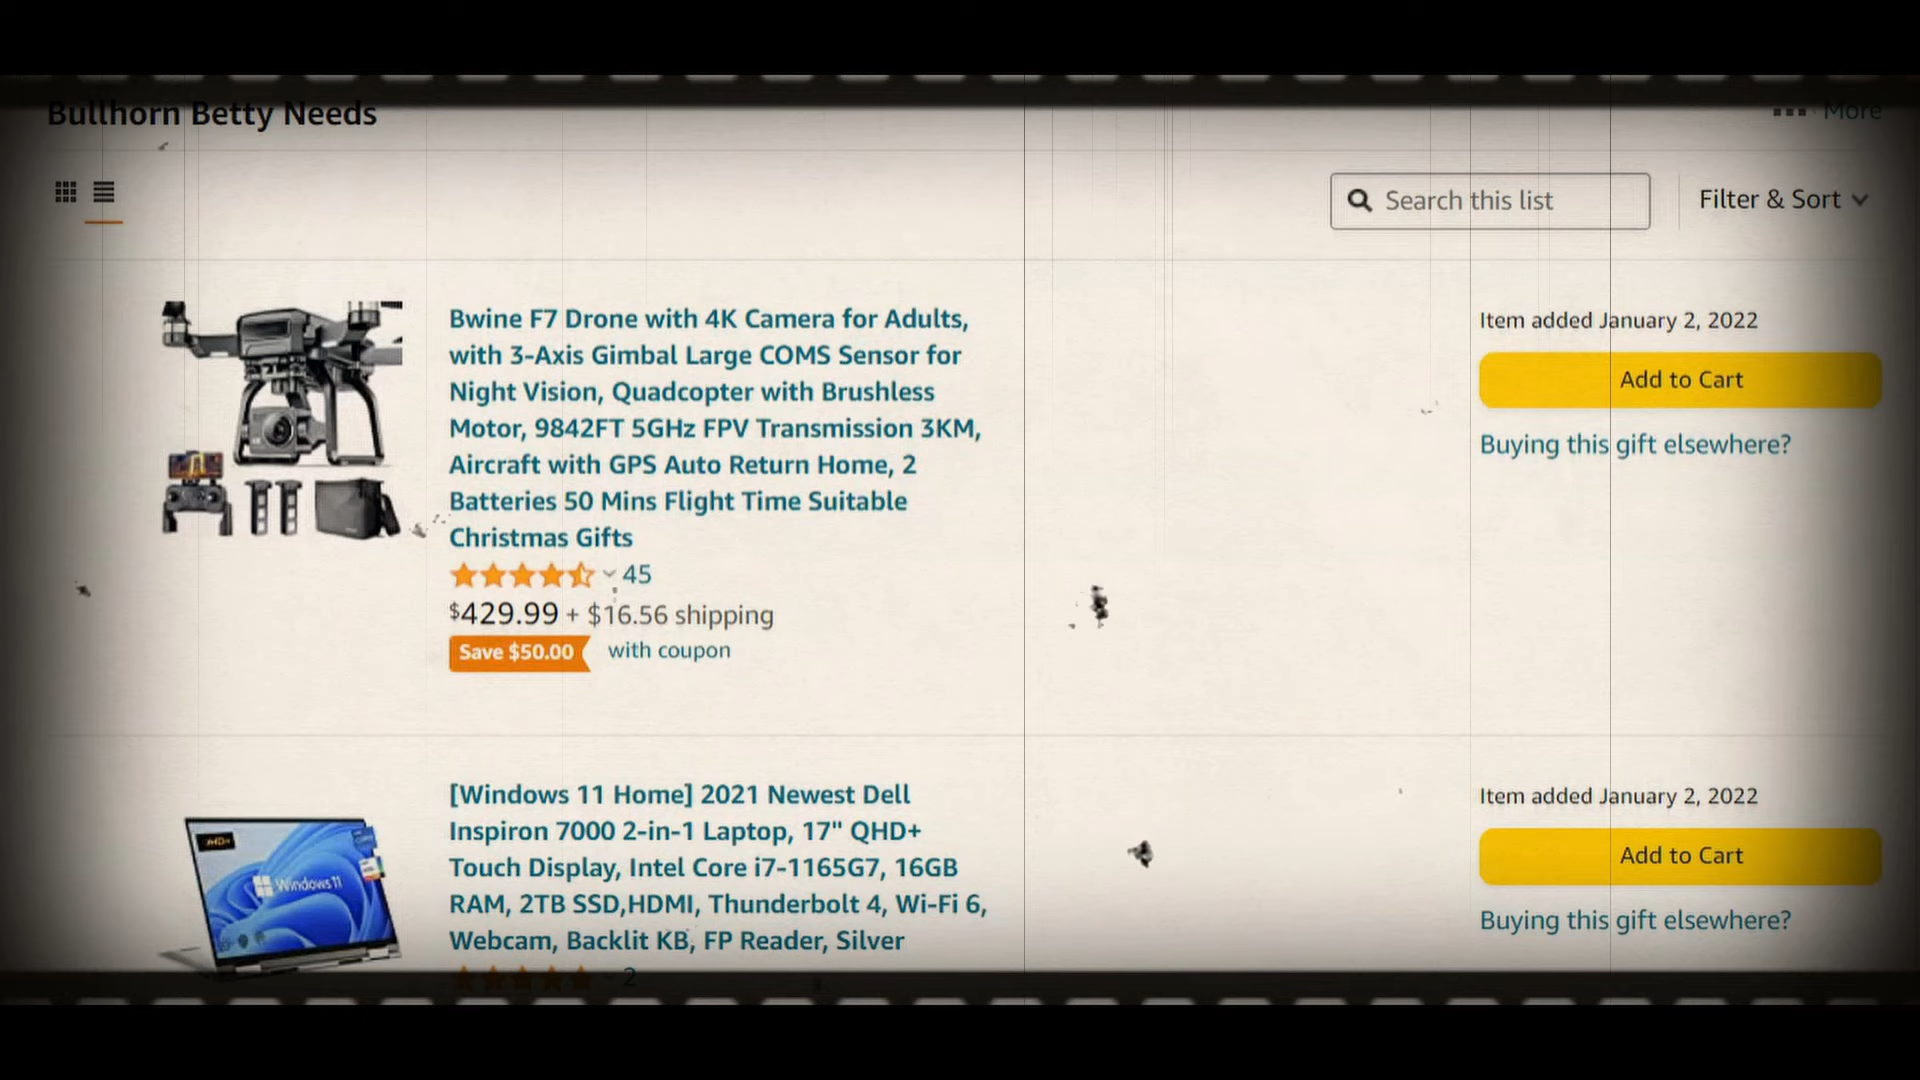 Bullhorn Betty Needs
More
Search this list
Filter & Sort
Bwine F7 Drone with 4K Camera for Adults,
with 3-Axis Gimbal Large COMS Sensor for
Night Vision, Quadcopter with Brushless
Motor, 9842FT 5GHz FPV Transmission 3KM,
Aircraft with GPS Auto Return Home, 2
Batteries 50 Mins Flight Time Suitable
Christmas Gifts
45
$429.99 + $16.56 shipping
Save $50.00 with coupon
Item added January 2, 2022
Add to Cart
Buying this gift elsewhere?
Windows 11
[Windows 11 Home] 2021 Newest Dell
Inspiron 7000 2-in-1 Laptop, 17" QHD+
Touch Display, Intel Core i7-1165G7, 16GB
RAM, 2TB SSD,HDMI, Thunderbolt 4, Wi-Fi 6,
Webcam, Backlit KB, FP Reader, Silver
2
Item added January 2, 2022
Add to Cart
Buying this gift elsewhere?